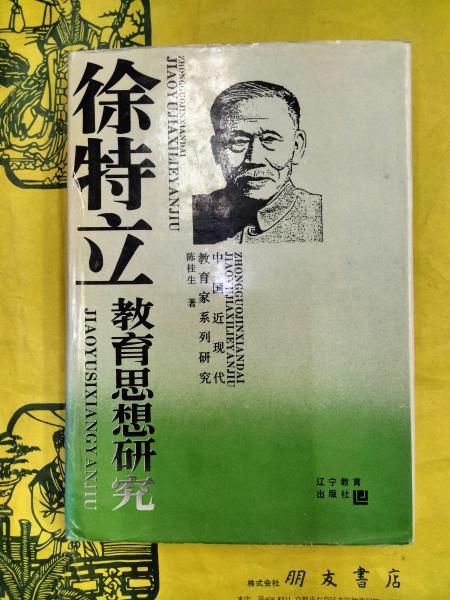 徐特立
教育思想研究
JIAOYUSIXIANGYANJIU
ZHONGGUOJINXIANDAI
JIAOYUJIAXILIEYANJIU
中国近现代
教育家系列研究
陈桂生 著
ZHONGGUOJINXIANDAI
JIAOYUJIAXILIEYANJIU
辽宁教育
出版社
株式会社 朋友書店